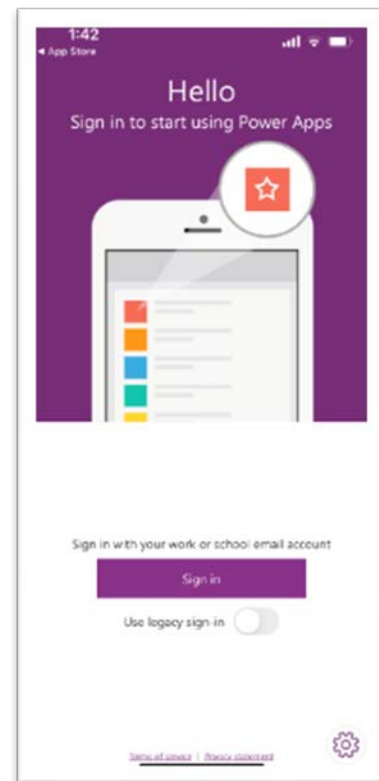 1:42
◀ App Store
Hello
Sign in to start using Power Apps
Sign in with your work or school email account
Sign in
Use legacy sign-in
Terms of service | Privacy statement